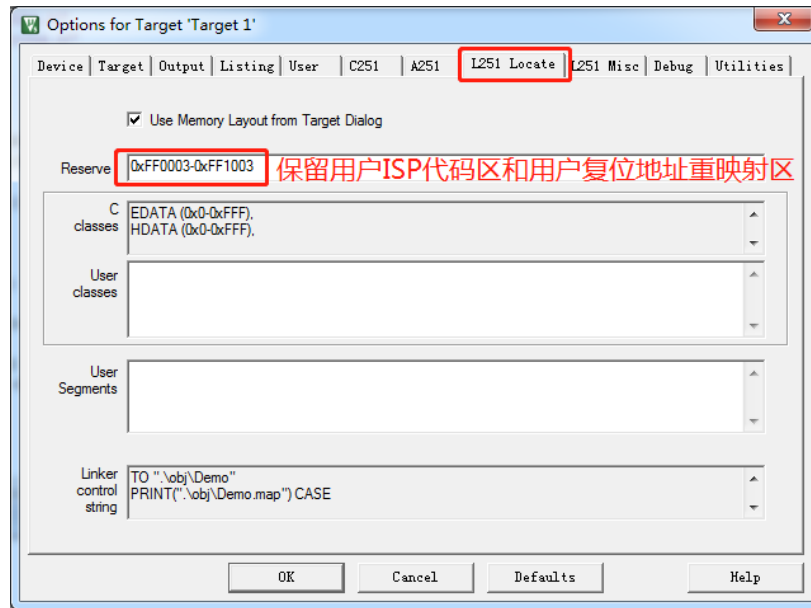 Options for Target 'Target 1'
Device Target Output Listing User C251 A251 L251 Locate L251 Misc Debug Utilities
Use Memory Layout from Target Dialog
Reserve 0xFF0003-0xFF1003 保留用户ISP代码区和用户复位地址重映射区
C classes EDATA (0x0-0xFFF),
HDATA (0x0-0xFFF),
User classes
User Segments
Linker control string TO ".\obj\Demo"
PRINT(".\obj\Demo.map") CASE
OK Cancel Defaults Help